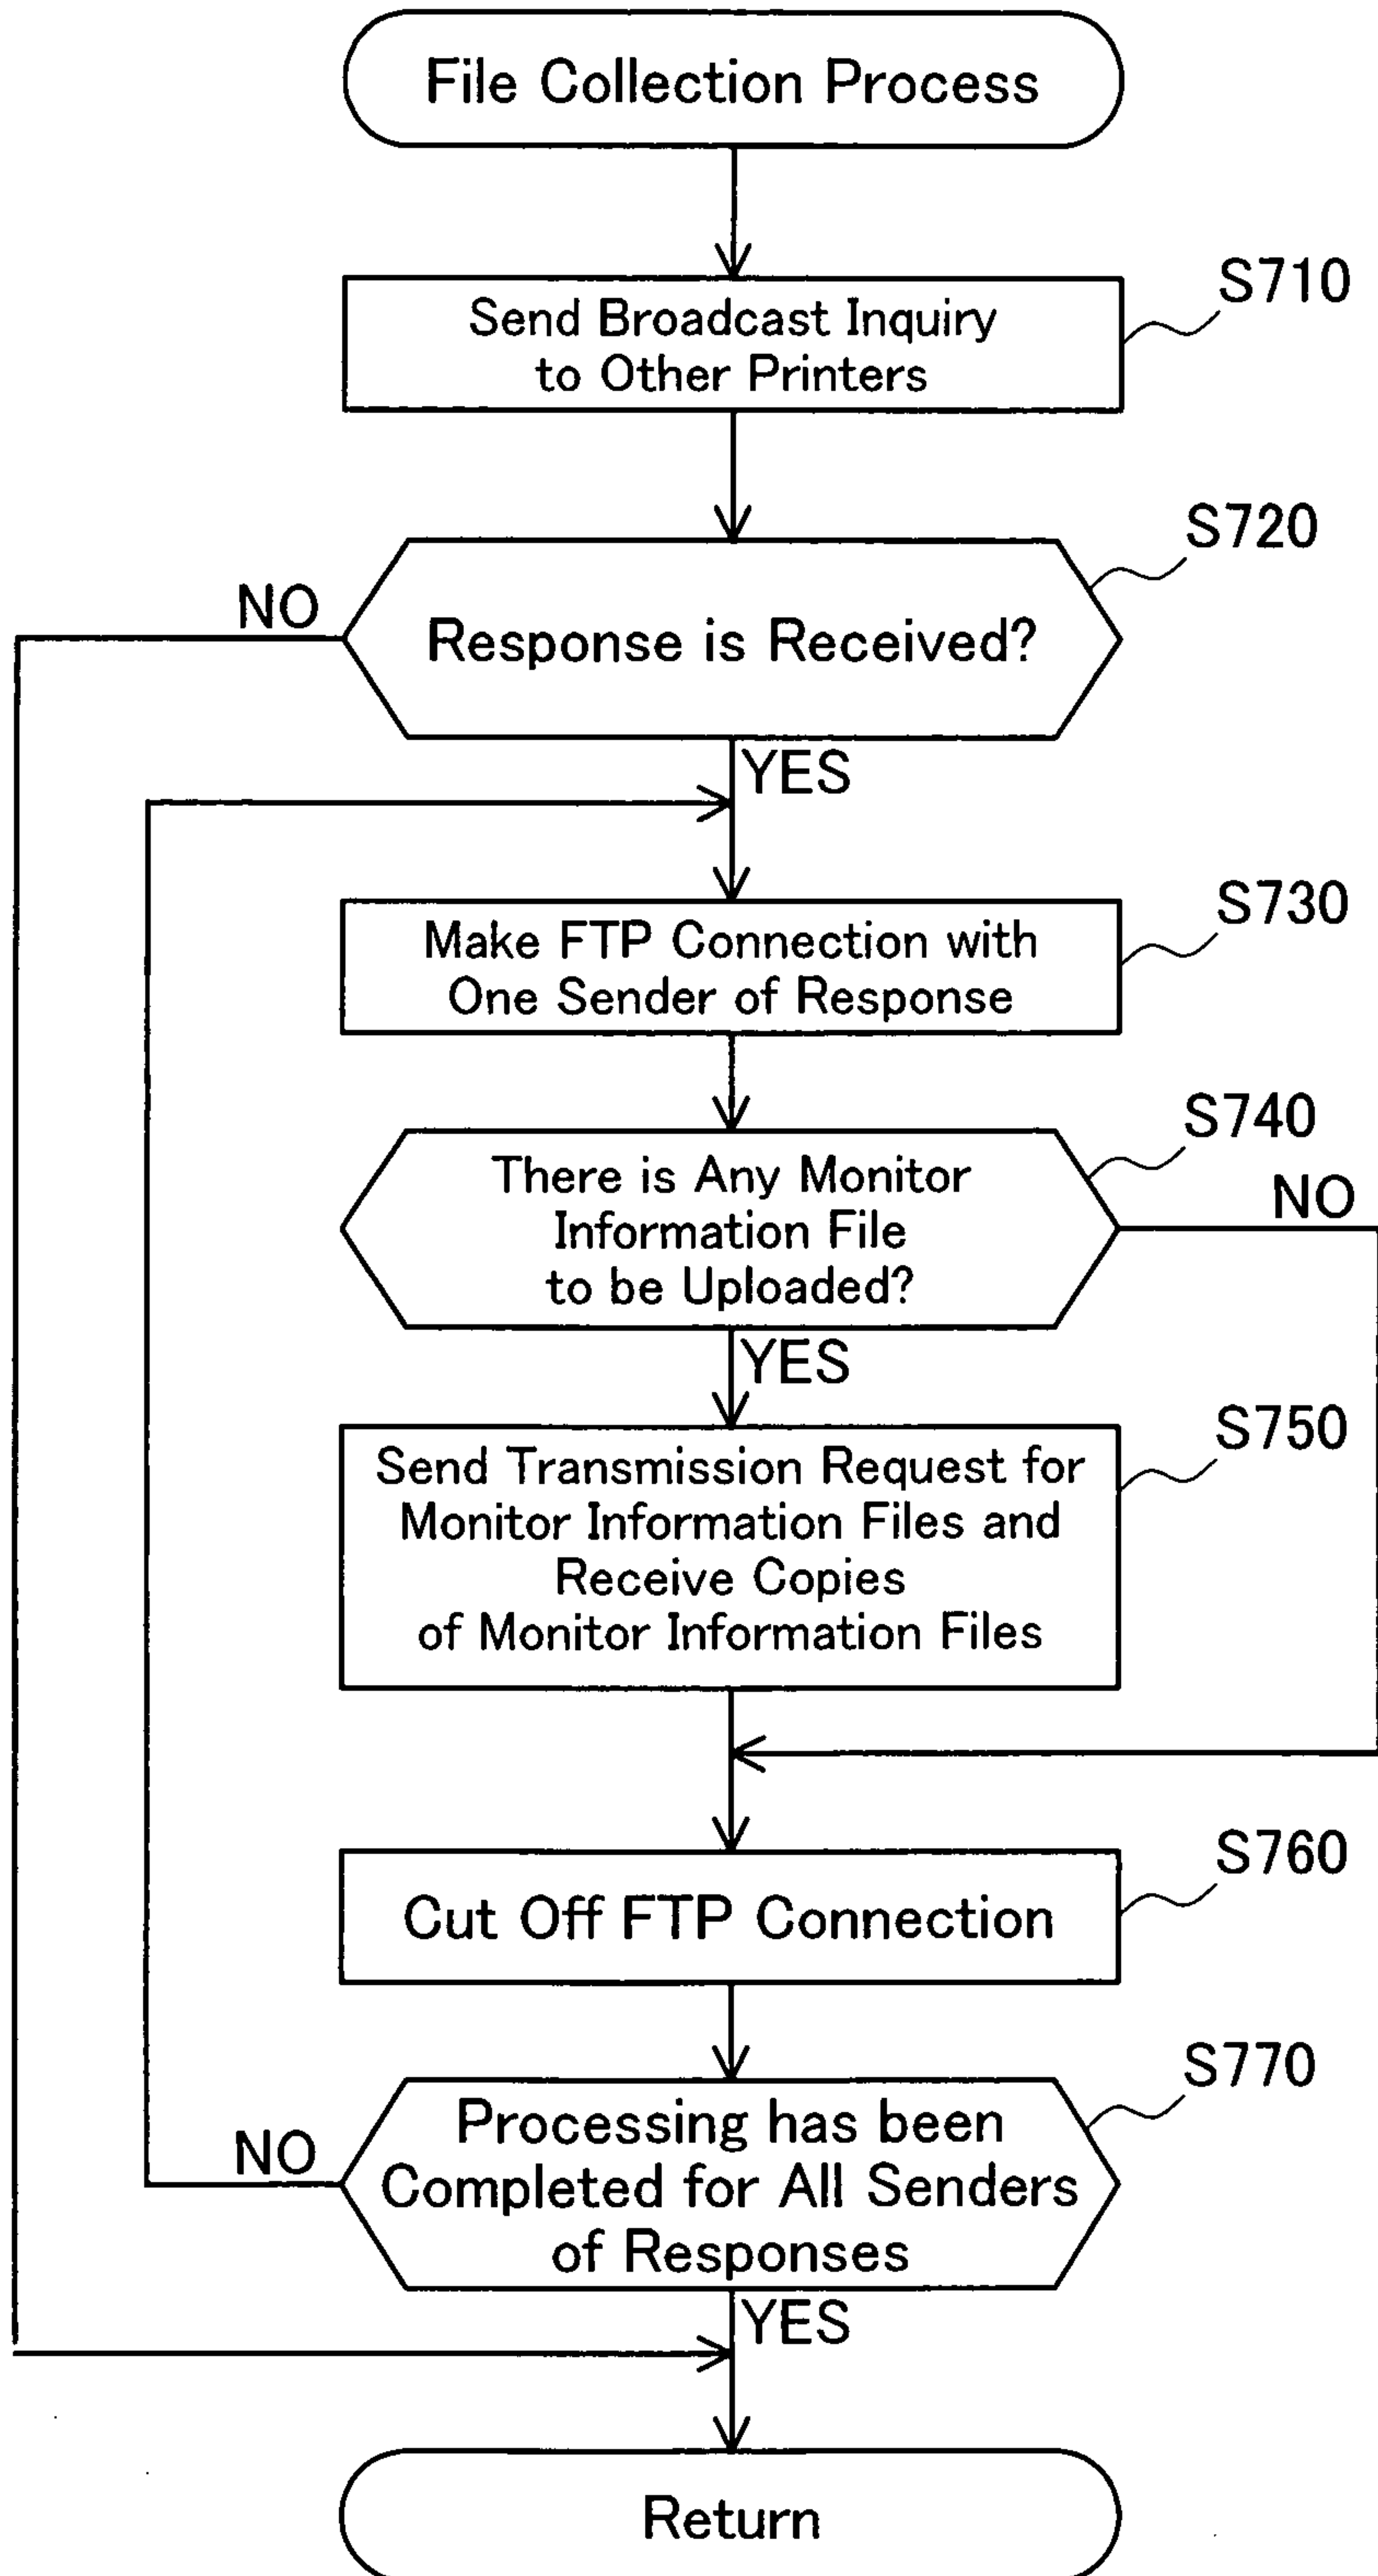 File Collection Process
S710
Send Broadcast Inquiry
to Other Printers
S720
NO
Response is Received?
YES
S730
Make FTP Connection with
One Sender of Response
S740
NO
There is Any Monitor
Information File
to be Uploaded?
YES
S750
Send Transmission Request for
Monitor Information Files and
Receive Copies
of Monitor Information Files
S760
Cut Off FTP Connection
S770
NO
Processing has been
Completed for All Senders
of Responses
YES
Return